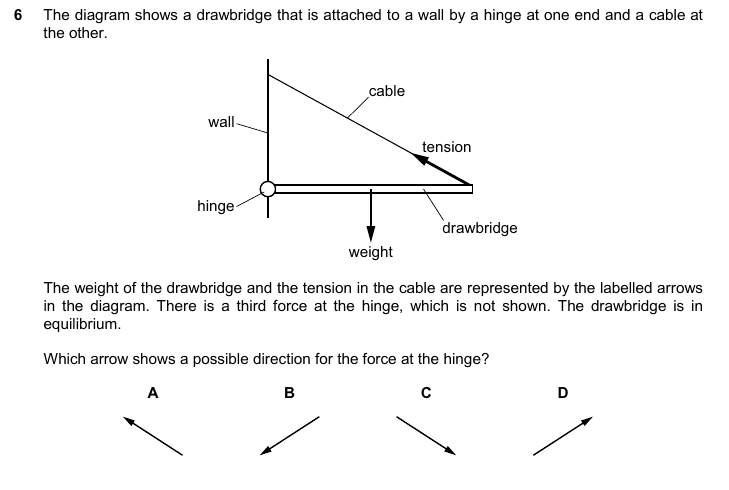 6 The diagram shows a drawbridge that is attached to a wall by a hinge at one end and a cable at
the other.
cable
wall
tension
hinge
drawbridge
weight
The weight of the drawbridge and the tension in the cable are represented by the labelled arrows
in the diagram. There is a third force at the hinge, which is not shown. The drawbridge is in
equilibrium.
Which arrow shows a possible direction for the force at the hinge?
A B C D